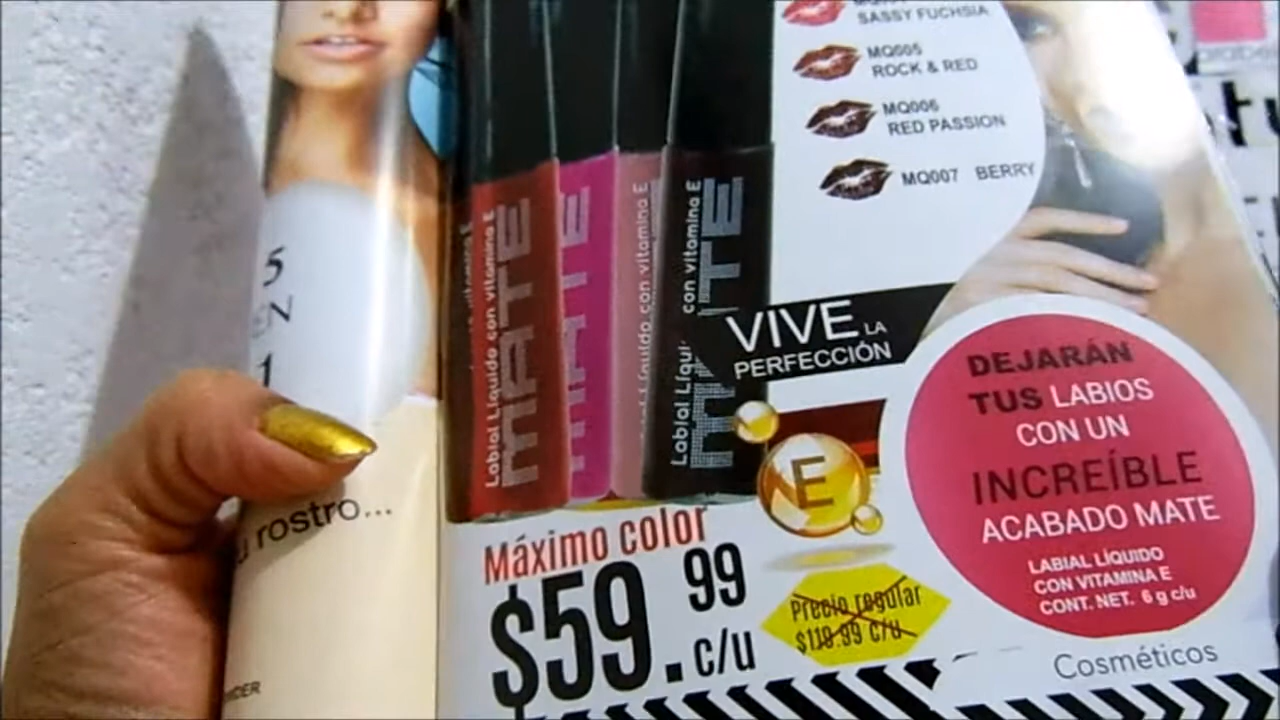 SASSY FUCHSIA
MQ005
ROCK & RED
MQ006
RED PASSION
MQ007 BERRY
5
EN
1
rostro...
Labial Líquido con vitamina E
MATE
MATE
Labial Líquido con vitamina E
con vitamina E
VIVE LA
PERFECCIÓN
E
DEJARÁN
TUS LABIOS
CON UN
INCREÍBLE
ACABADO MATE
LABIAL LÍQUIDO
CON VITAMINA E
CONT. NET. 6 g c/u
Máximo color
$59.99 c/u
Precio regular
$119.99 c/u
Cosméticos